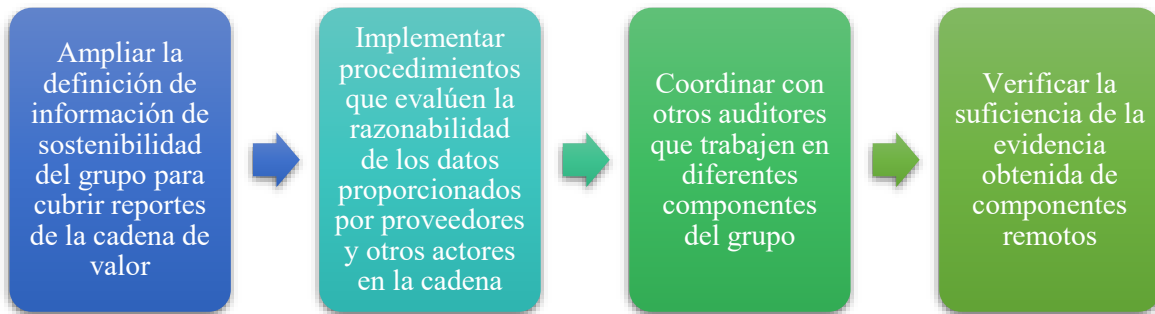 Ampliar la
definición de
información de
sostenibilidad
del grupo para
cubrir reportes
de la cadena de
valor
Implementar
procedimientos
que evalúen la
razonabilidad
de los datos
proporcionados
por proveedores
y otros actores
en la cadena
Coordinar con
otros auditores
que trabajen en
diferentes
componentes
del grupo
Verificar la
suficiencia de la
evidencia
obtenida de
componentes
remotos